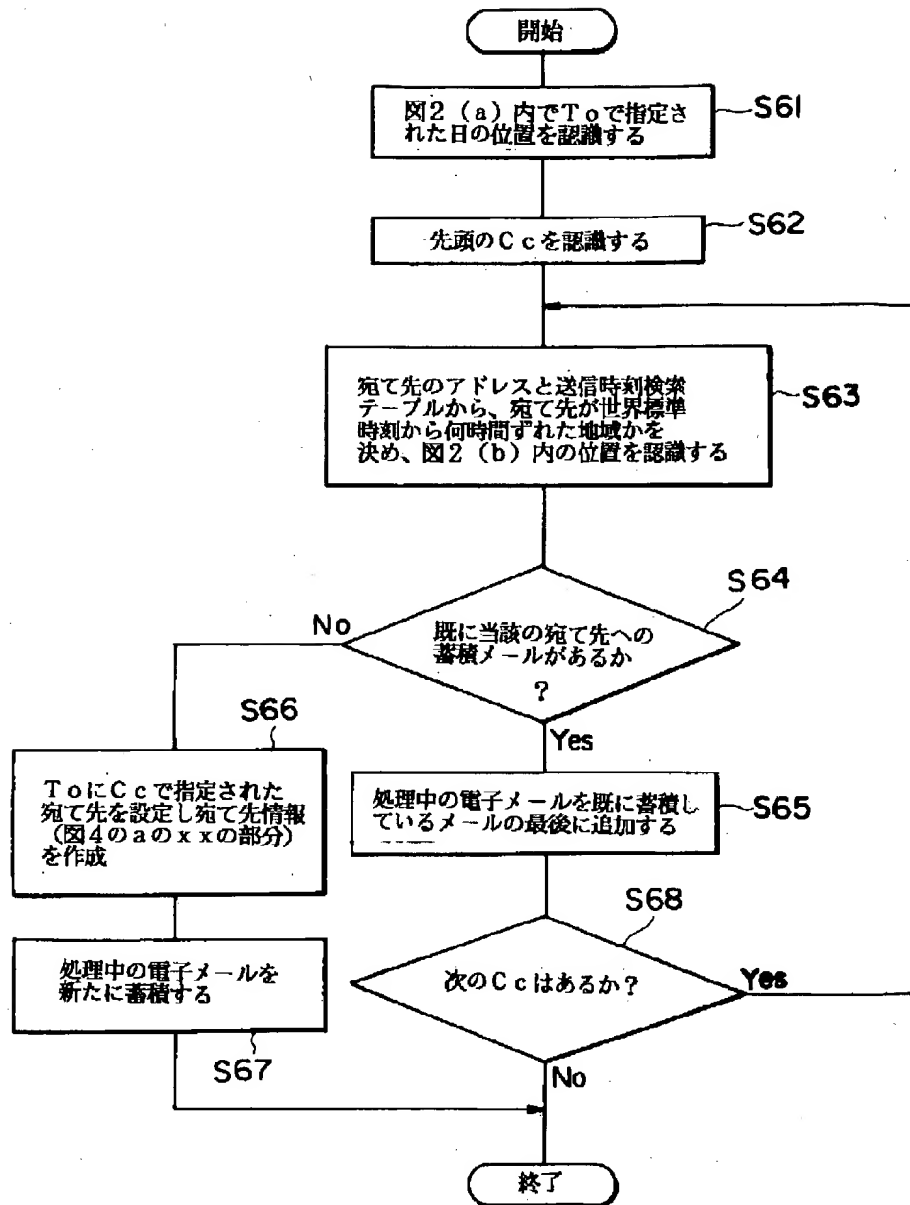 開始
図2(a)内でToで指定さ
れた日の位置を認識する
S61
先頭のCcを認識する
S62
宛て先のアドレスと送信時刻検索
テーブルから、宛て先が世界標準
時刻から何時間ずれた地域かを
決め、図2(b)内の位置を認識する
S63
既に当該の宛て先への
蓄積メールがあるか
?
S64
No
Yes
S66
ToにCcで指定された
宛て先を設定し宛て先情報
(図4のaのxxの部分)
を作成
処理中の電子メールを既に蓄積し
ているメールの最後に追加する
S65
処理中の電子メールを
新たに蓄積する
S67
次のCcはあるか?
S68
Yes
No
終了